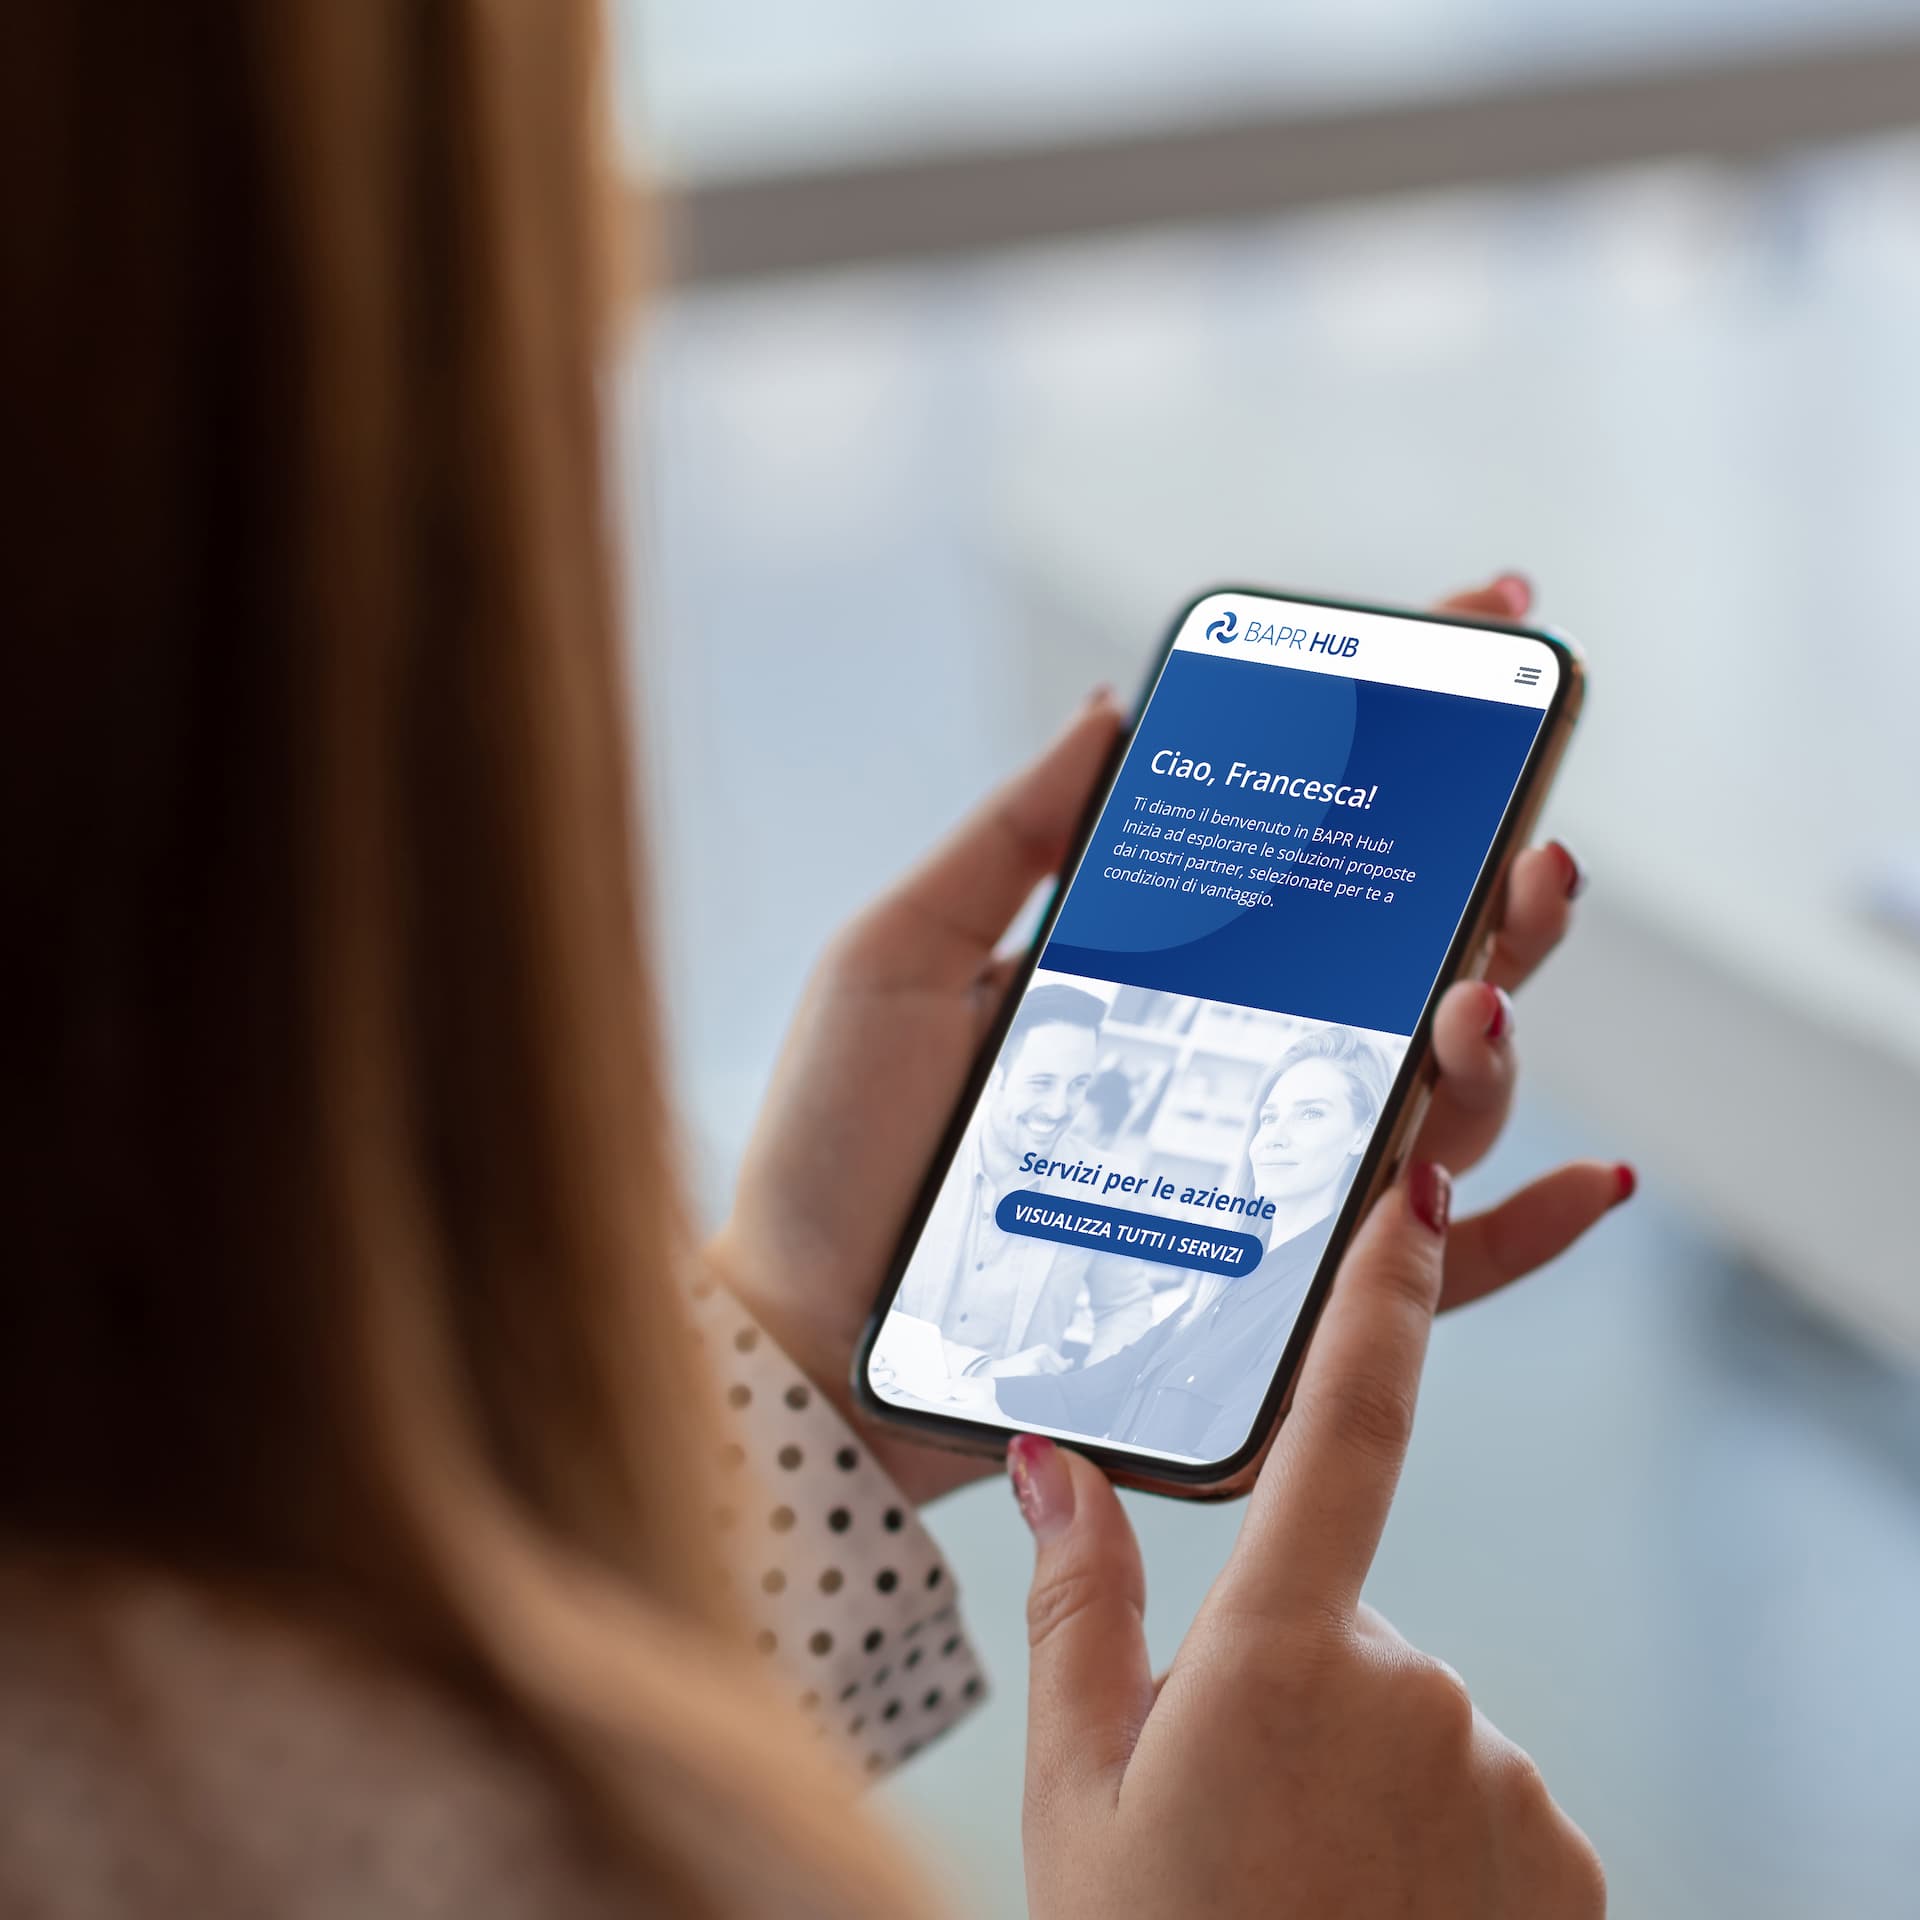 BAPR HUB
Ciao, Francesca!
Ti diamo il benvenuto in BAPR Hub!
Inizia ad esplorare le soluzioni proposte
dai nostri partner, selezionate per te a
condizioni di vantaggio.
Servizi per le aziende
VISUALIZZA TUTTI I SERVIZI